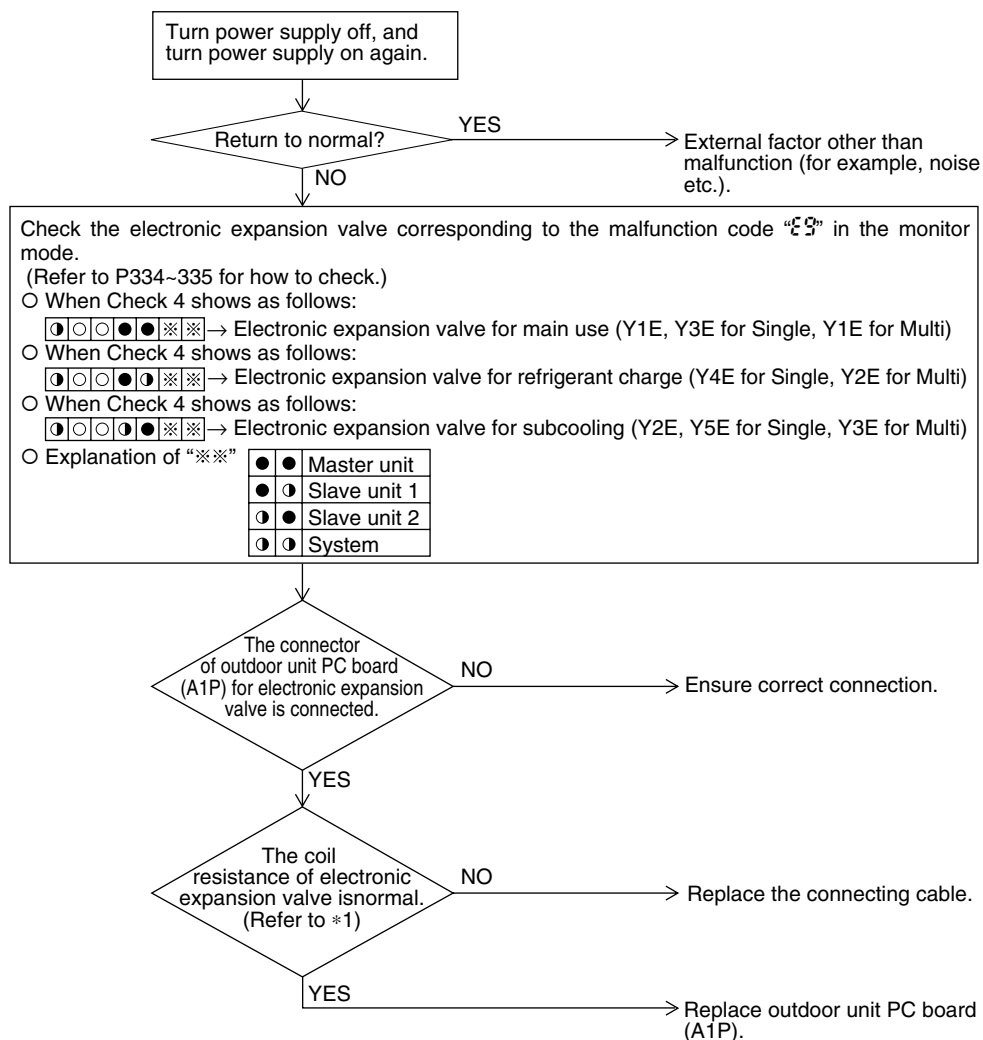 Turn power supply off, and
turn power supply on again.
Return to normal?
YES
External factor other than
malfunction (for example, noise
etc.).
NO
Check the electronic expansion valve corresponding to the malfunction code “E9” in the monitor
mode.
(Refer to P334~335 for how to check.)
○ When Check 4 shows as follows:
◑ ○ ○ ● ● ※ ※ → Electronic expansion valve for main use (Y1E, Y3E for Single, Y1E for Multi)
○ When Check 4 shows as follows:
◑ ○ ○ ● ◑ ※ ※ → Electronic expansion valve for refrigerant charge (Y4E for Single, Y2E for Multi)
○ When Check 4 shows as follows:
◑ ○ ○ ◑ ● ※ ※ → Electronic expansion valve for subcooling (Y2E, Y5E for Single, Y3E for Multi)
○ Explanation of “※※”
● ● Master unit
● ◑ Slave unit 1
◑ ● Slave unit 2
◑ ◑ System
The connector
of outdoor unit PC board
(A1P) for electronic expansion
valve is connected.
NO
Ensure correct connection.
YES
The coil
resistance of electronic
expansion valve isnormal.
(Refer to *1)
NO
Replace the connecting cable.
YES
Replace outdoor unit PC board
(A1P).